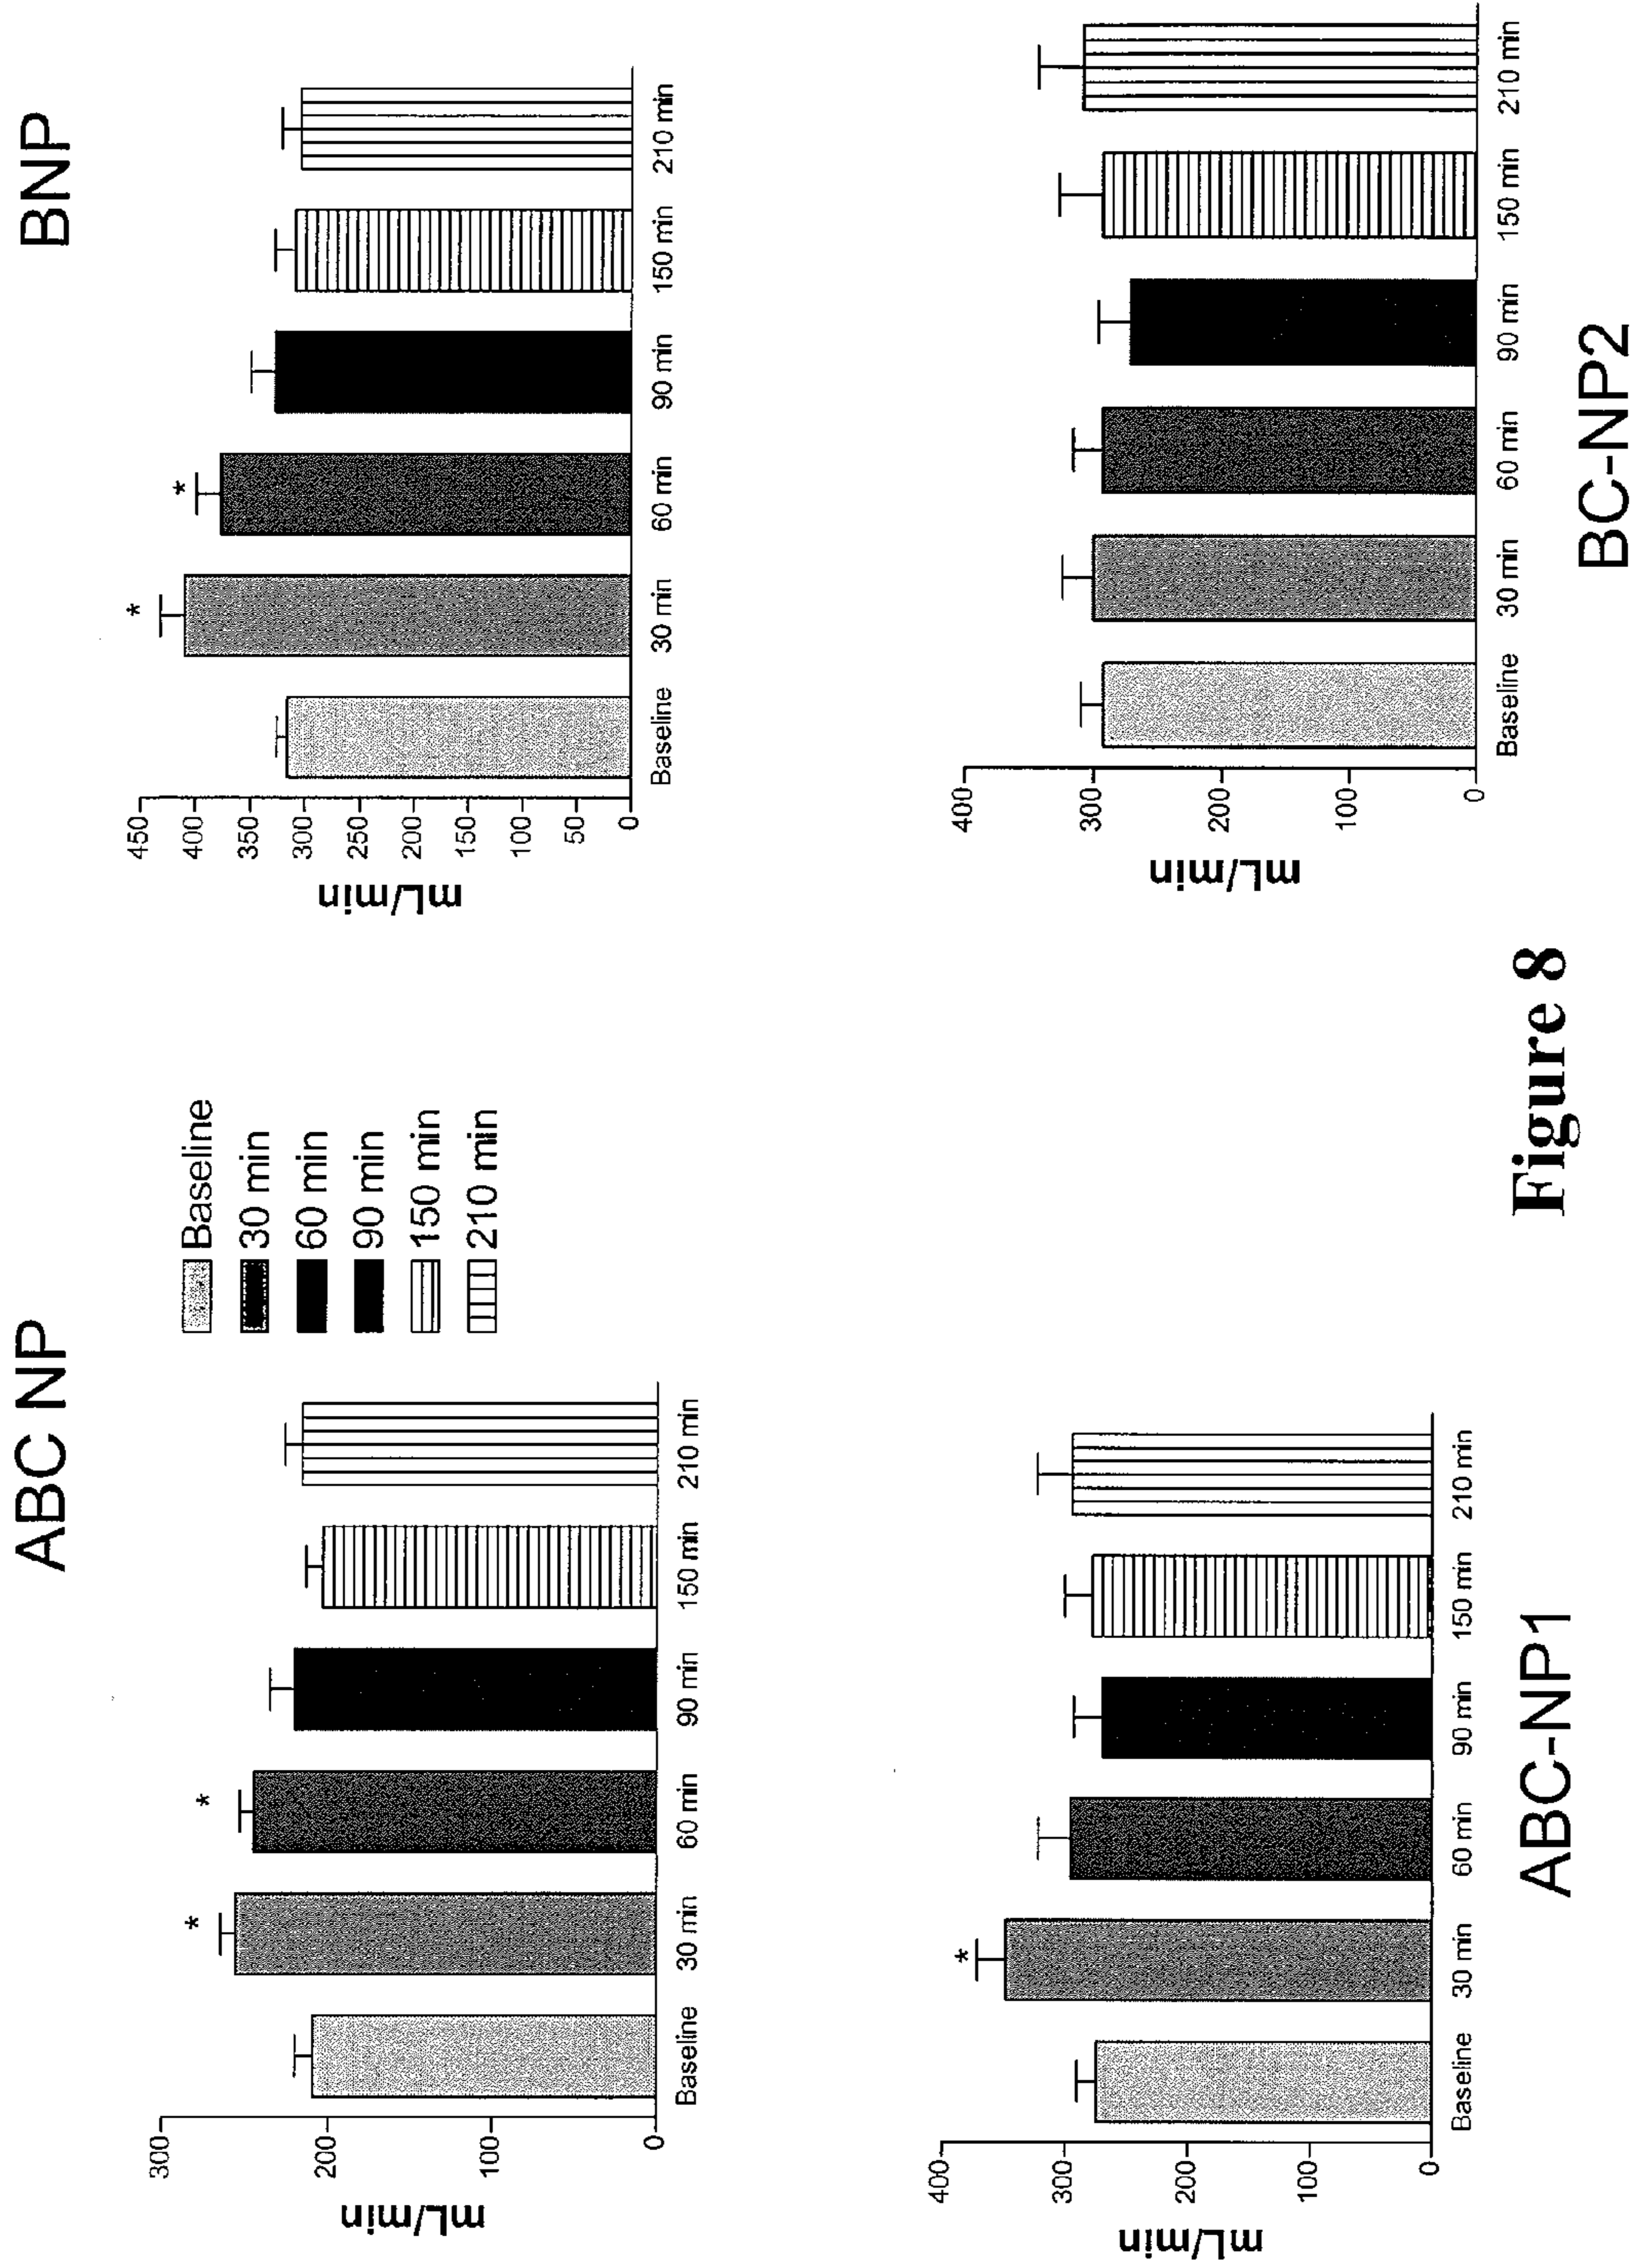 ABC NP
mL/min
300
200
100
0
*
*
Baseline
30 min
60 min
90 min
150 min
210 min
Baseline
30 min
60 min
90 min
150 min
210 min
BNP
mL/min
450
400
350
300
250
200
150
100
50
0
*
*
Baseline
30 min
60 min
90 min
150 min
210 min
mL/min
400
300
200
100
0
*
Baseline
30 min
60 min
90 min
150 min
210 min
ABC-NP1
mL/min
400
300
200
100
0
Baseline
30 min
60 min
90 min
150 min
210 min
BC-NP2
Figure 8